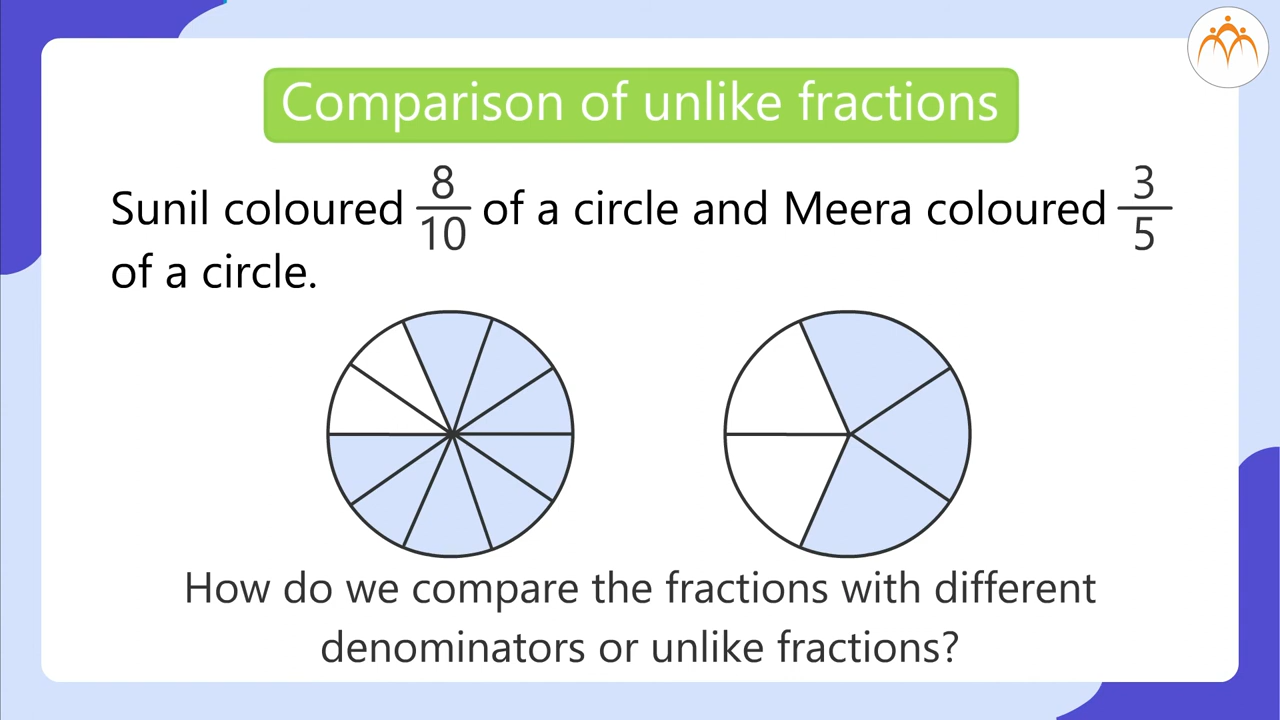 Comparison of unlike fractions
Sunil coloured 8/10 of a circle and Meera coloured 3/5
of a circle.
How do we compare the fractions with different
denominators or unlike fractions?